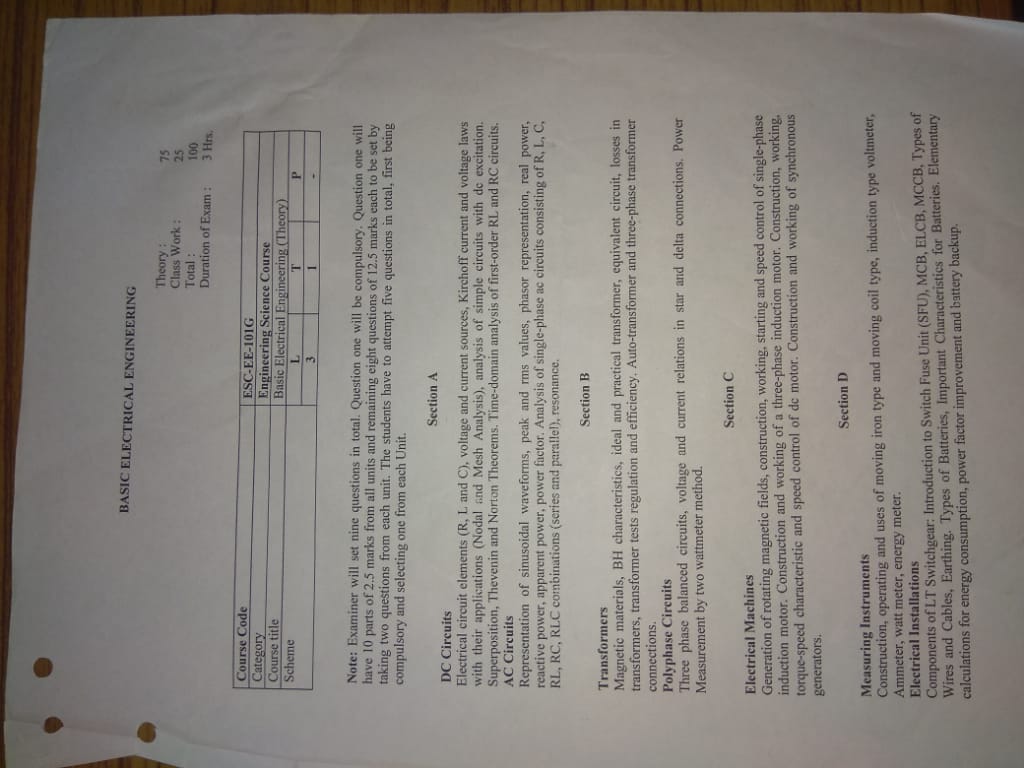 BASIC ELECTRICAL ENGINEERING
Theory : 75
Class Work : 25
Total : 100
Duration of Exam : 3 Hrs.
Course Code ESC-EE-101G
Category Engineering Science Course
Course title Basic Electrical Engineering (Theory)
Scheme L T P
3 1 -
Note: Examiner will set nine questions in total. Question one will be compulsory. Question one will
have 10 parts of 2.5 marks from all units and remaining eight questions of 12.5 marks each to be set by
taking two questions from each unit. The students have to attempt five questions in total, first being
compulsory and selecting one from each Unit.
Section A
DC Circuits
Electrical circuit elements (R, L and C), voltage and current sources, Kirchoff current and voltage laws
with their applications (Nodal and Mesh Analysis), analysis of simple circuits with dc excitation.
Superposition, Thevenin and Norton Theorems. Time-domain analysis of first-order RL and RC circuits.
AC Circuits
Representation of sinusoidal waveforms, peak and rms values, phasor representation, real power,
reactive power, apparent power, power factor. Analysis of single-phase ac circuits consisting of R, L, C,
RL, RC, RLC combinations (series and parallel), resonance.
Section B
Transformers
Magnetic materials, BH characteristics, ideal and practical transformer, equivalent circuit, losses in
transformers, transformer tests regulation and efficiency. Auto-transformer and three-phase transformer
connections.
Polyphase Circuits
Three phase balanced circuits, voltage and current relations in star and delta connections. Power
Measurement by two wattmeter method.
Section C
Electrical Machines
Generation of rotating magnetic fields, construction, working, starting and speed control of single-phase
induction motor. Construction and working of a three-phase induction motor. Construction, working,
torque-speed characteristic and speed control of dc motor. Construction and working of synchronous
generators.
Section D
Measuring Instruments
Construction, operating and uses of moving iron type and moving coil type, induction type voltmeter,
Ammeter, watt meter, energy meter.
Electrical Installations
Components of LT Switchgear: Introduction to Switch Fuse Unit (SFU), MCB, ELCB, MCCB, Types of
Wires and Cables, Earthing. Types of Batteries, Important Characteristics for Batteries. Elementary
calculations for energy consumption, power factor improvement and battery backup.